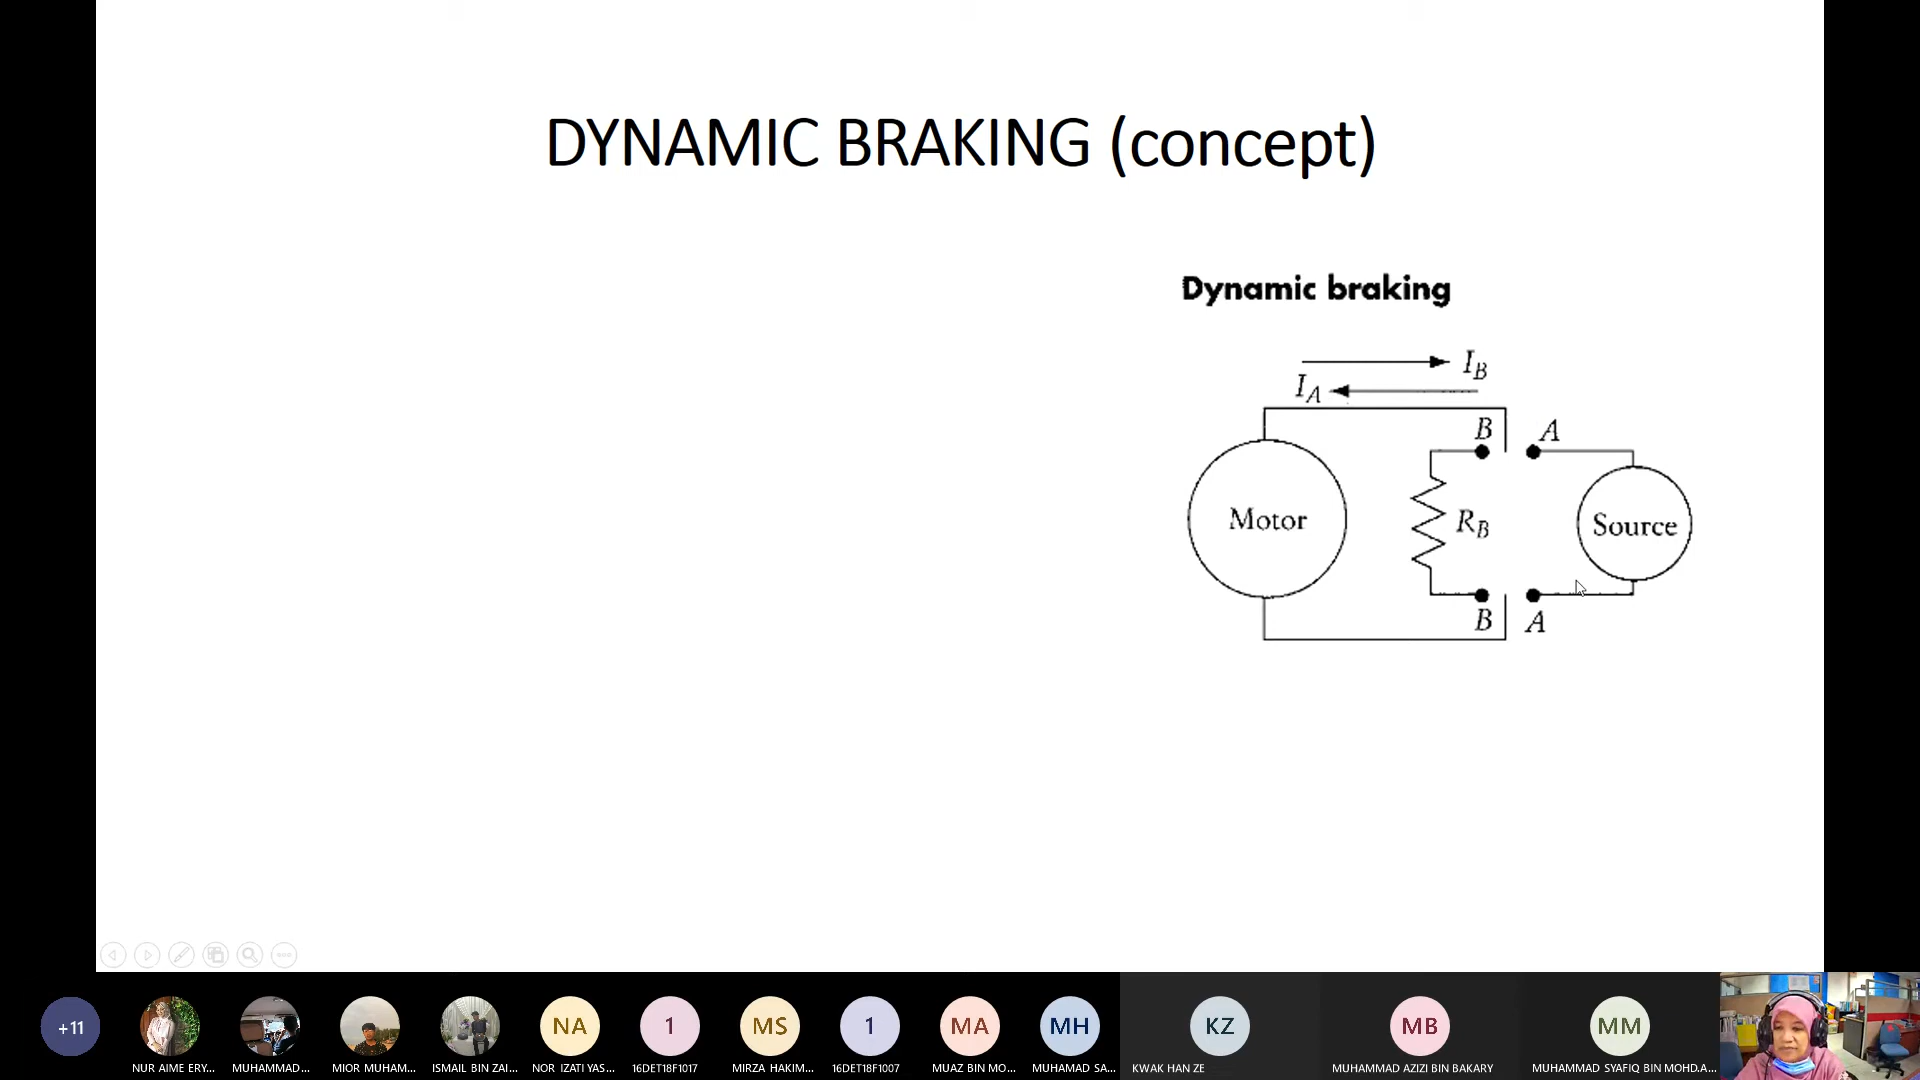 DYNAMIC BRAKING (concept)
Dynamic braking
I_B
I_A
B
A
Motor
R_B
Source
B
A
+11
NA
1
MS
1
MA
MH
KZ
MB
MM
NUR AIME ERY...
MUHAMMAD...
MIOR MUHAM...
ISMAIL BIN ZAI...
NOR IZATI YAS...
16DET18F1017
MIRZA HAKIM...
16DET18F1007
MUAZ BIN MO...
MUHAMAD SA...
KWAK HAN ZE
MUHAMMAD AZIZI BIN BAKARY
MUHAMMAD SYAFIQ BIN MOHD.A...